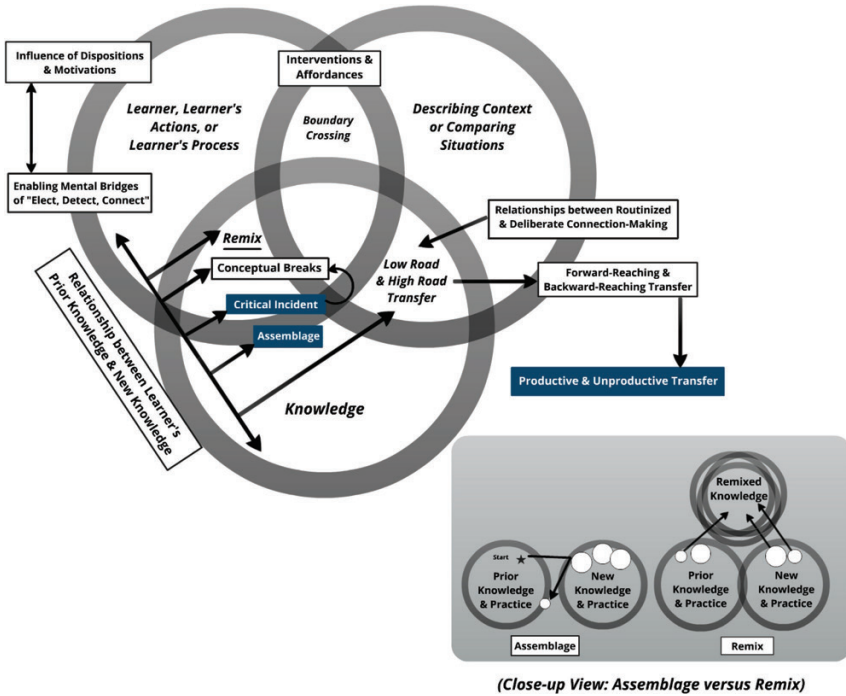 Influence of Dispositions
& Motivations
Interventions &
Affordances
Learner, Learner's
Actions, or
Learner's Process
Boundary
Crossing
Describing Context
or Comparing
Situations
Enabling Mental Bridges
of "Elect, Detect, Connect"
Relationships between Routinized
& Deliberate Connection-Making
Remix
Conceptual Breaks
Low Road
& High Road
Transfer
Forward-Reaching &
Backward-Reaching Transfer
Critical Incident
Assemblage
Relationship between Learner's
Prior Knowledge & New Knowledge
Productive & Unproductive Transfer
Knowledge
Remixed
Knowledge
Start
Prior
Knowledge
& Practice
New
Knowledge
& Practice
Prior
Knowledge
& Practice
New
Knowledge
& Practice
Assemblage
Remix
(Close-up View: Assemblage versus Remix)